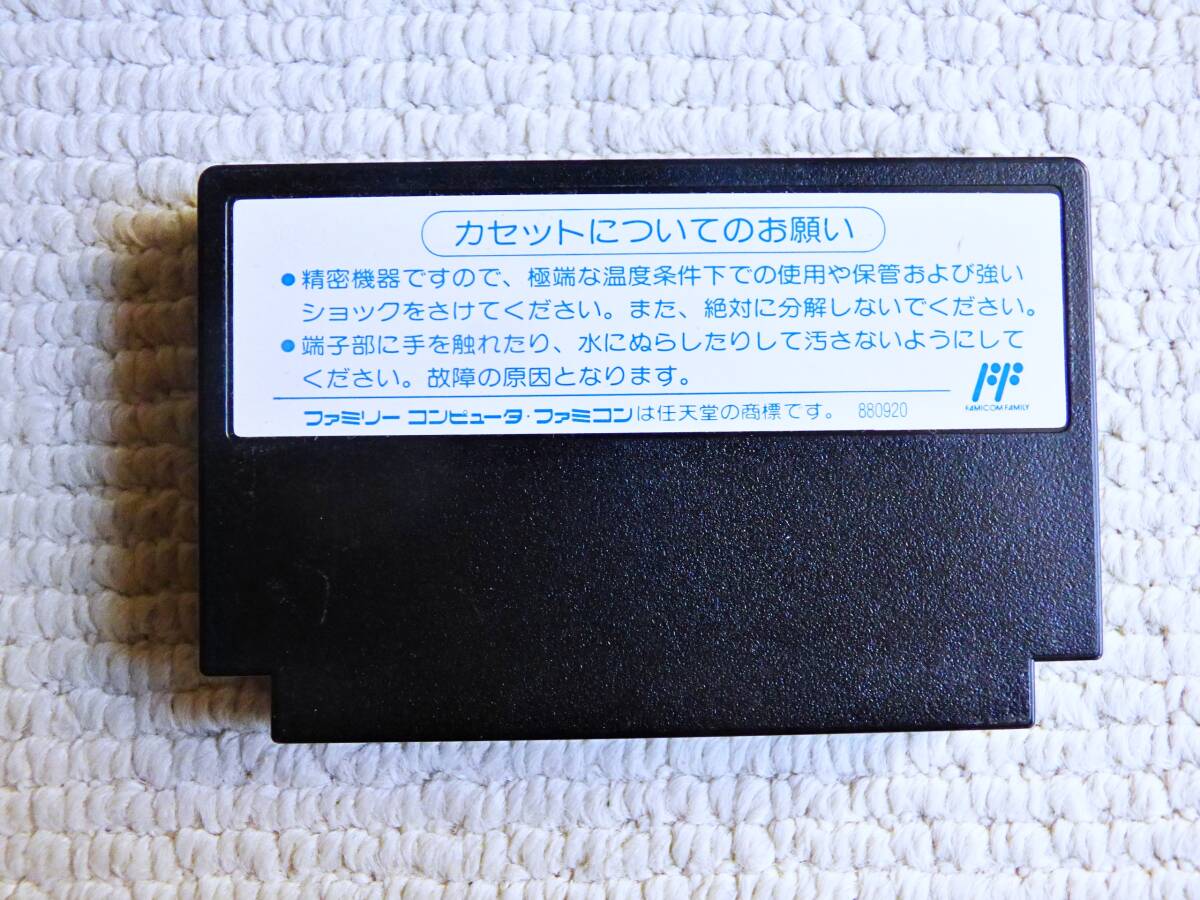 カセットについてのお願い
●精密機器ですので、極端な温度条件下での使用や保管および強い
ショックをさけてください。また、絶対に分解しないでください。
●端子部に手を触れたり、水にぬらしたりして汚さないようにして
ください。故障の原因となります。
FAMICOM FAMILY
ファミリーコンピュータ・ファミコンは任天堂の商標です。 880920